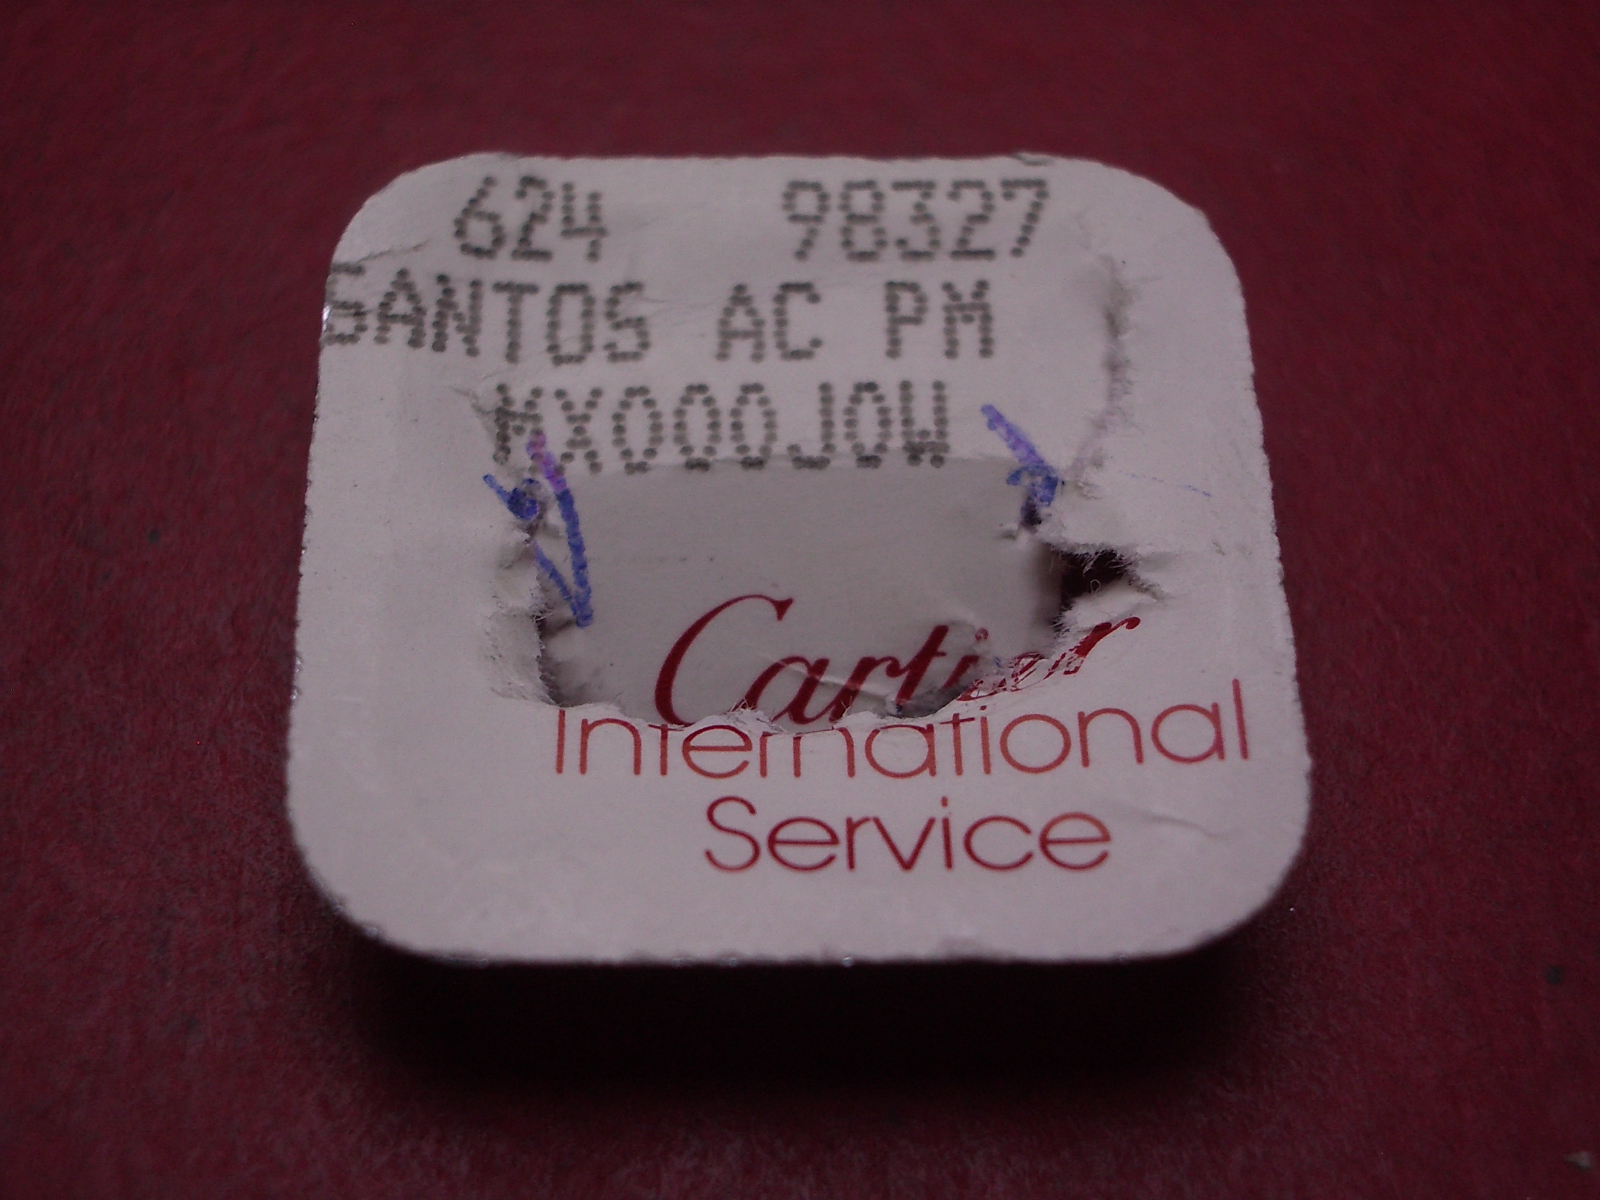 624 98327
SANTOS AC PM
MX000J0W
Cartier
International
Service